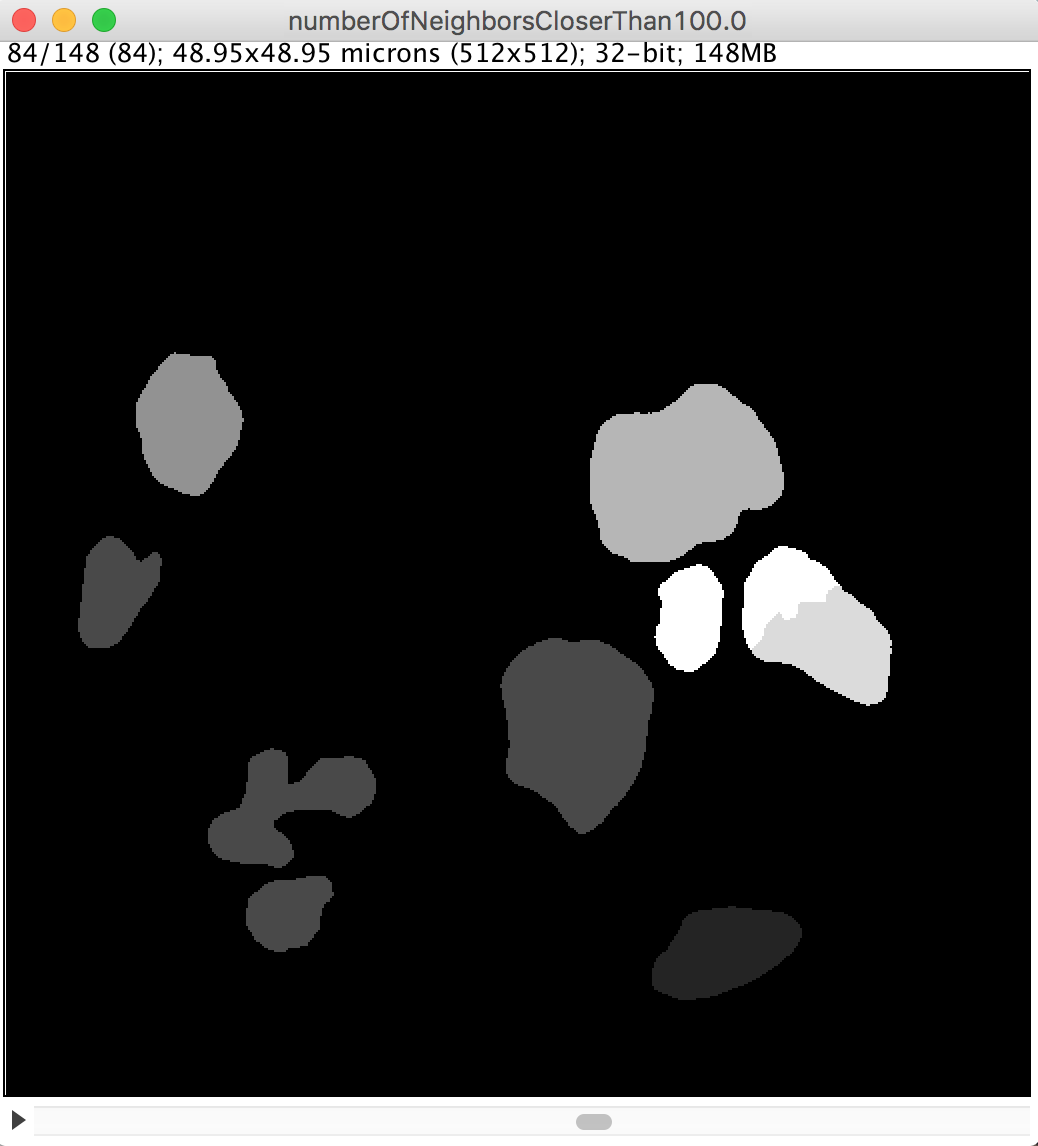 numberOfNeighborsCloserThan100.0
84/148 (84); 48.95x48.95 microns (512x512); 32-bit; 148MB